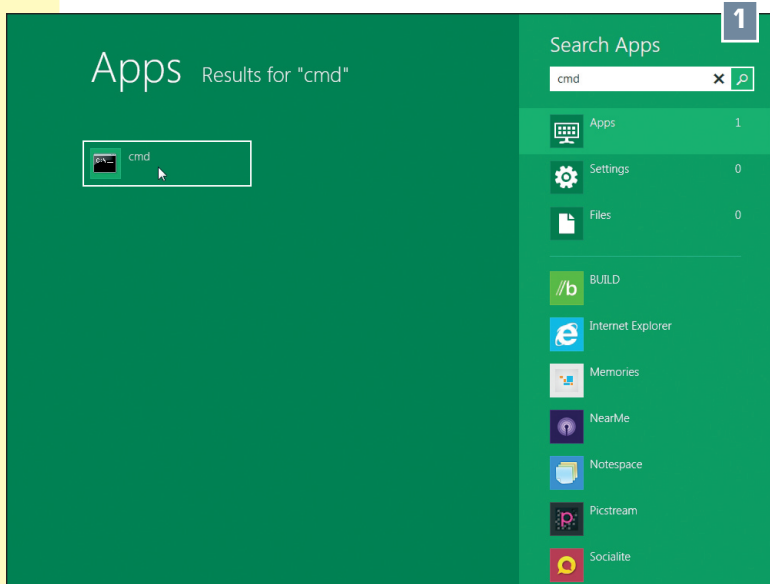 1
Apps Results for "cmd"
cmd
Search Apps
cmd
Apps 1
Settings 0
Files 0
//b BUILD
Internet Explorer
Memories
NearMe
Notespace
Picstream
Socialite